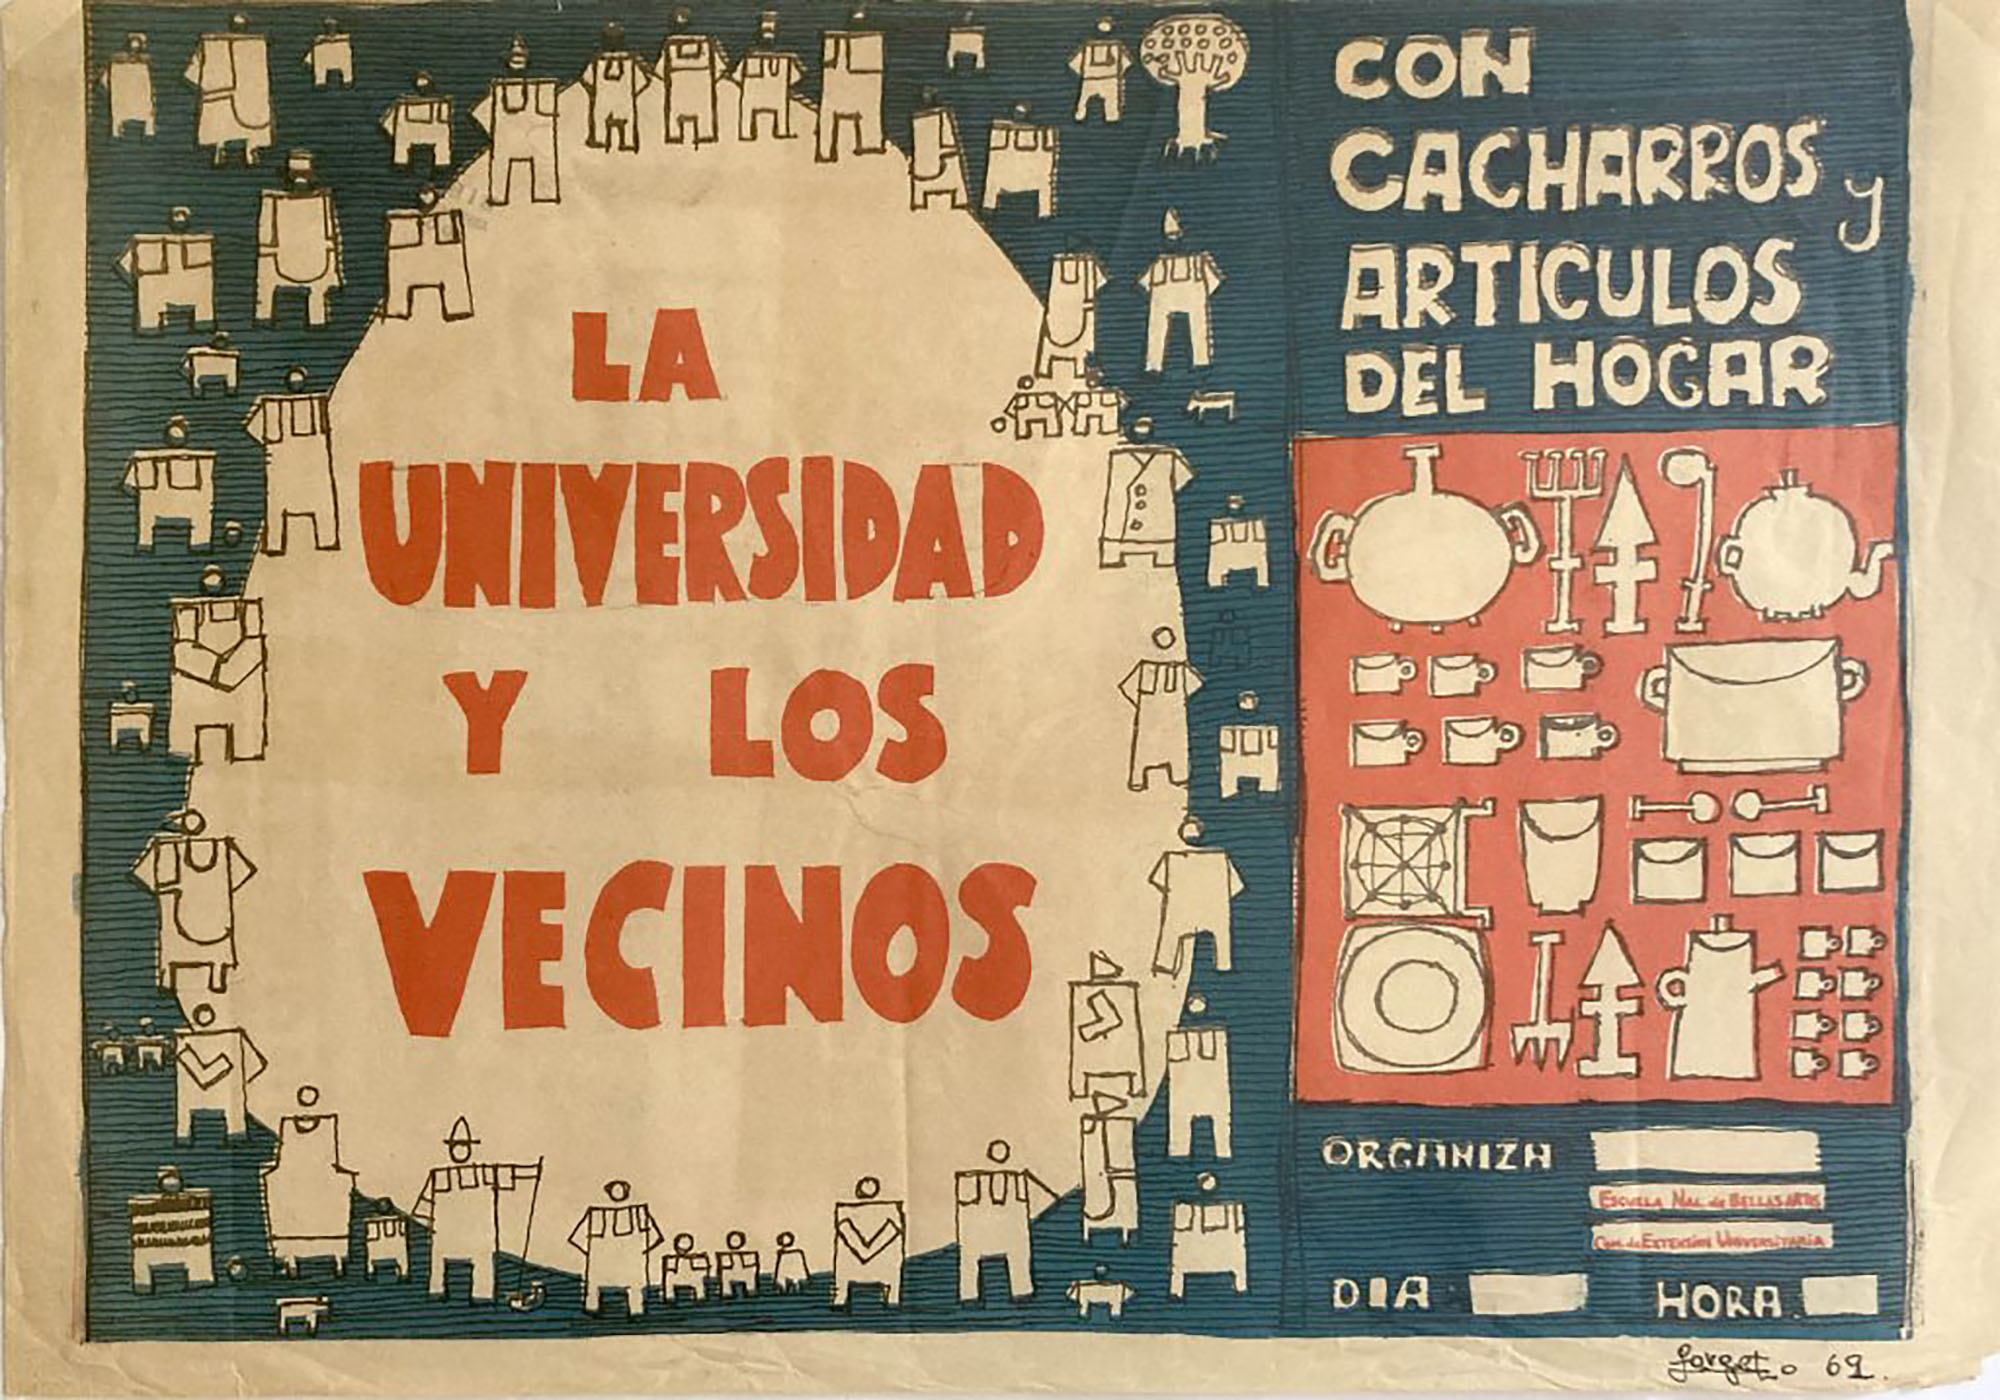 LA
UNIVERSIDAD
Y LOS
VECINOS
CON
CACHARROS y
ARTICULOS
DEL HOGAR
ORGANIZA
ESCUELA NAL de BELLAS ARTES
Com. de EXTENSIÓN UNIVERSITARIA
DIA
HORA.
69.